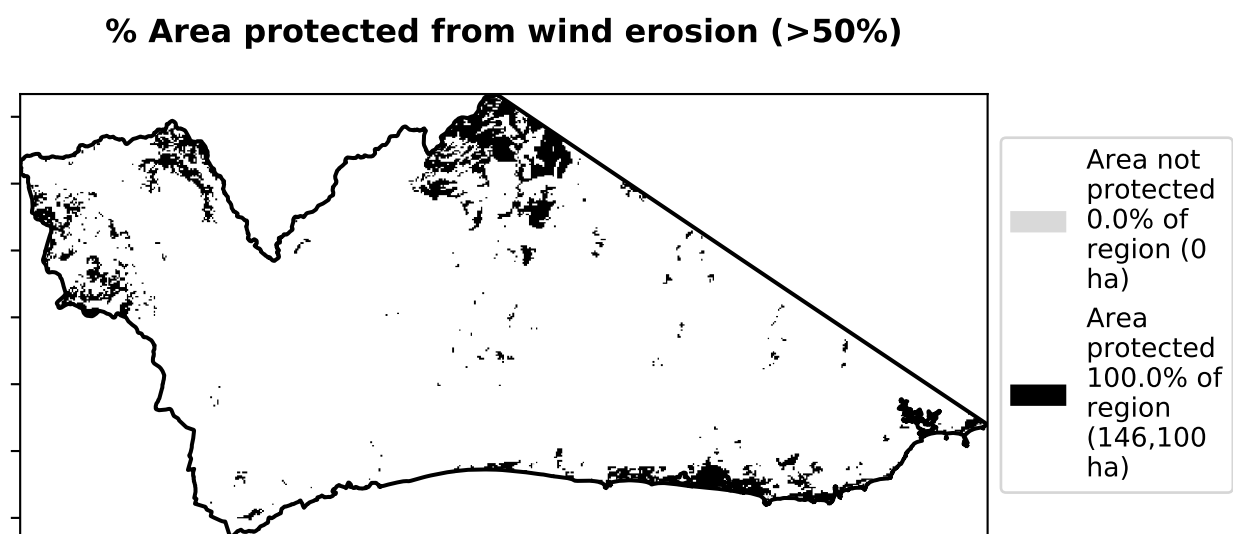 % Area protected from wind erosion (>50%)
Area not
protected
0.0% of
region (0
ha)
Area
protected
100.0% of
region
(146,100
ha)